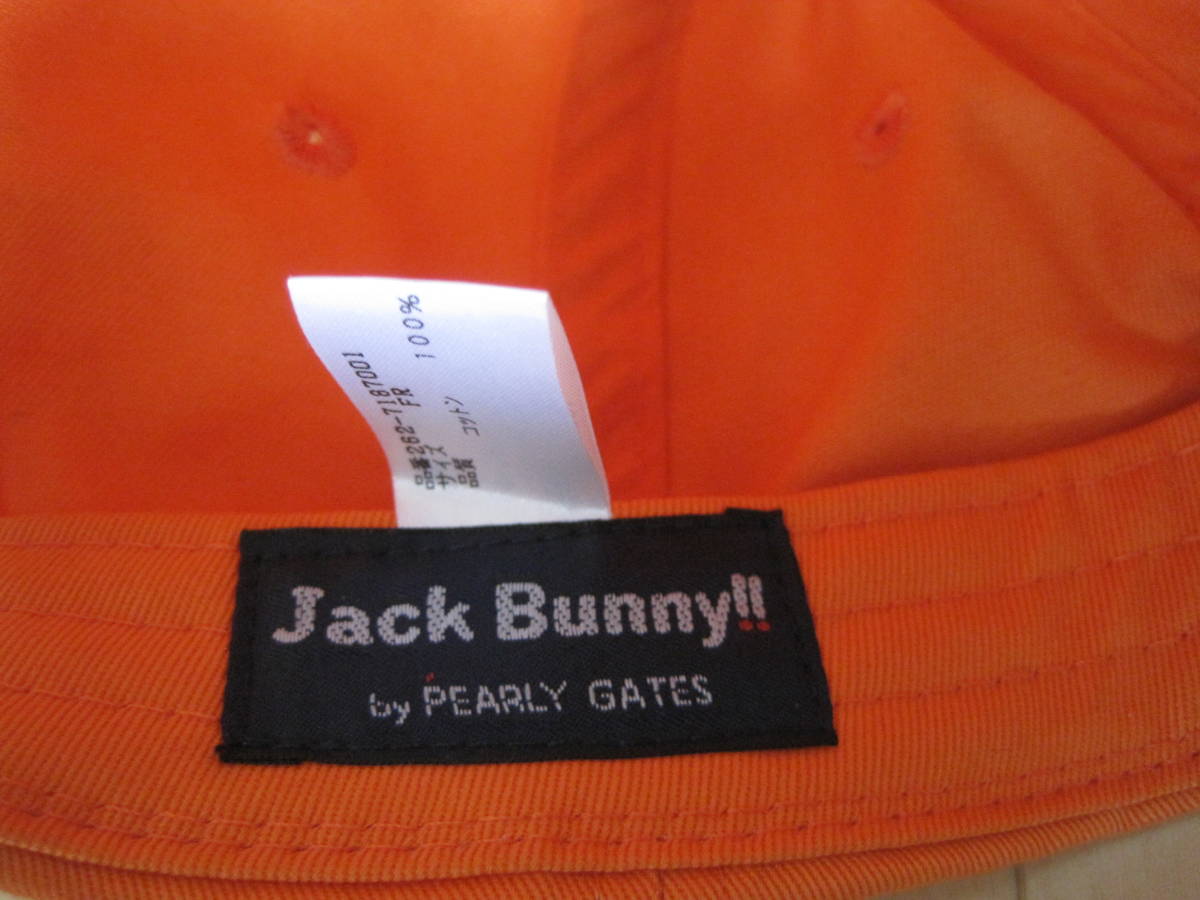 品番262-7187001
サイズ FR
品質 100%
コットン
Jack Bunny!!
by PEARLY GATES